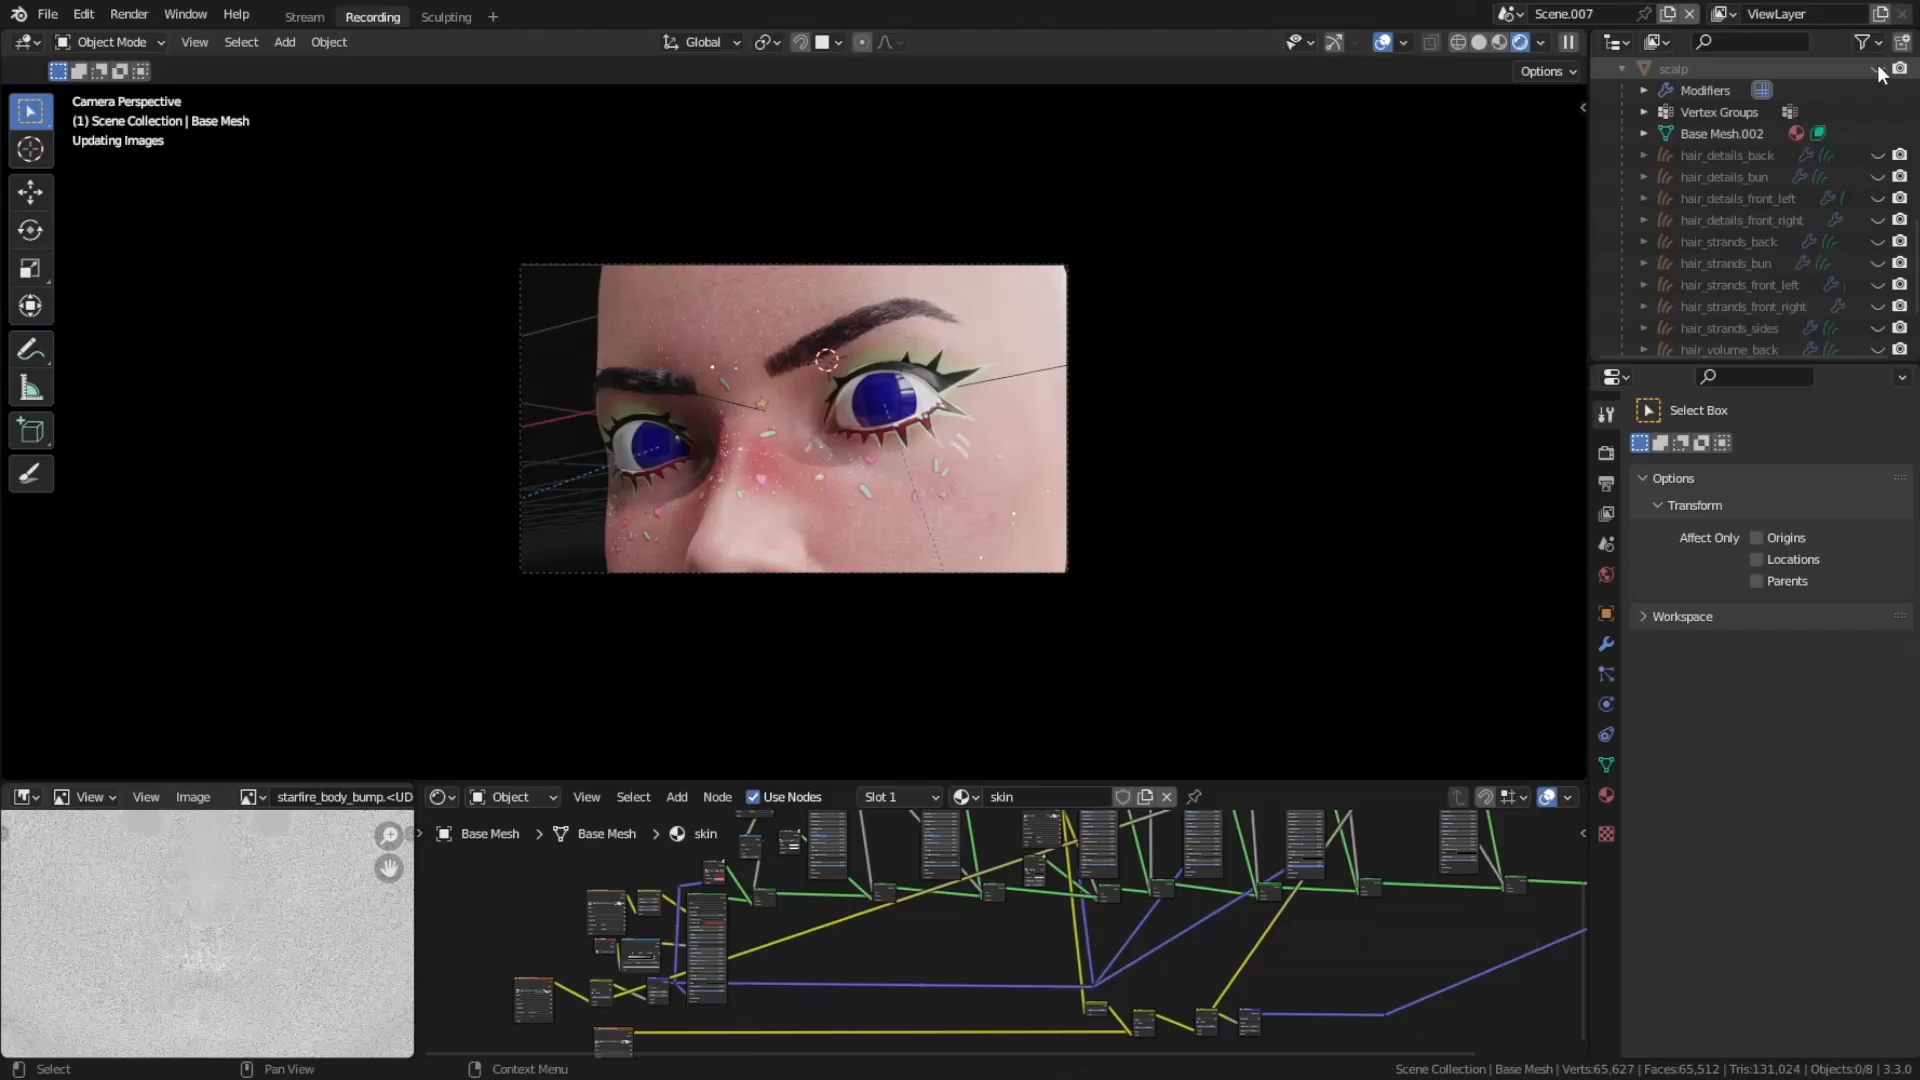 File Edit Render Window Help Stream Recording Sculpting + Scene.007 ViewLayer
Object Mode View Select Add Object Global
Options
Camera Perspective
(1) Scene Collection | Base Mesh
Updating Images
scalp
Modifiers
Vertex Groups
Base Mesh.002
hair_details_back
hair_details_bun
hair_details_front_left
hair_details_front_right
hair_strands_back
hair_strands_bun
hair_strands_front_left
hair_strands_front_right
hair_strands_sides
hair_volume_back
Select Box
Options
Transform
Affect Only Origins
Locations
Parents
Workspace
View View Image starfire_body_bump.<UD
Object View Select Add Node Use Nodes Slot 1 skin
Base Mesh > Base Mesh > skin
Select Pan View Context Menu Scene Collection | Base Mesh | Verts:65,627 | Faces:65,512 | Tris:131,024 | Objects:0/8 | 3.3.0